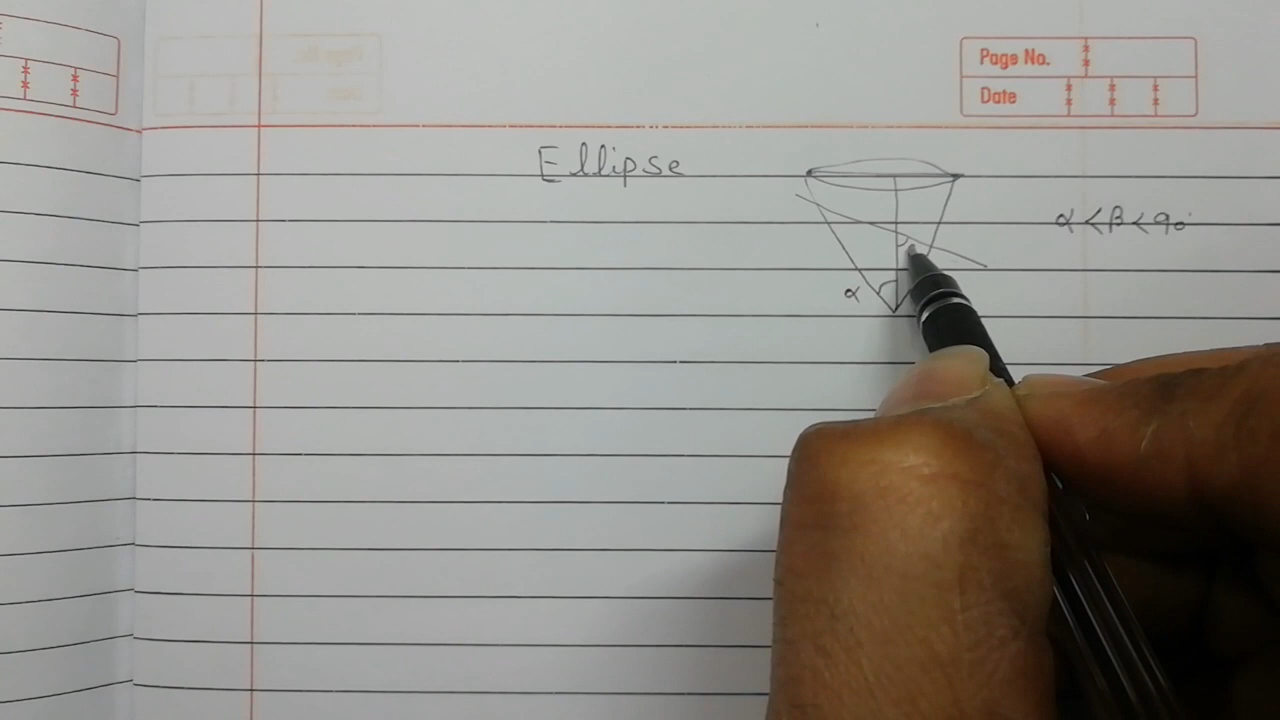 Page No.
Date
Ellipse
α < β < 90°
α